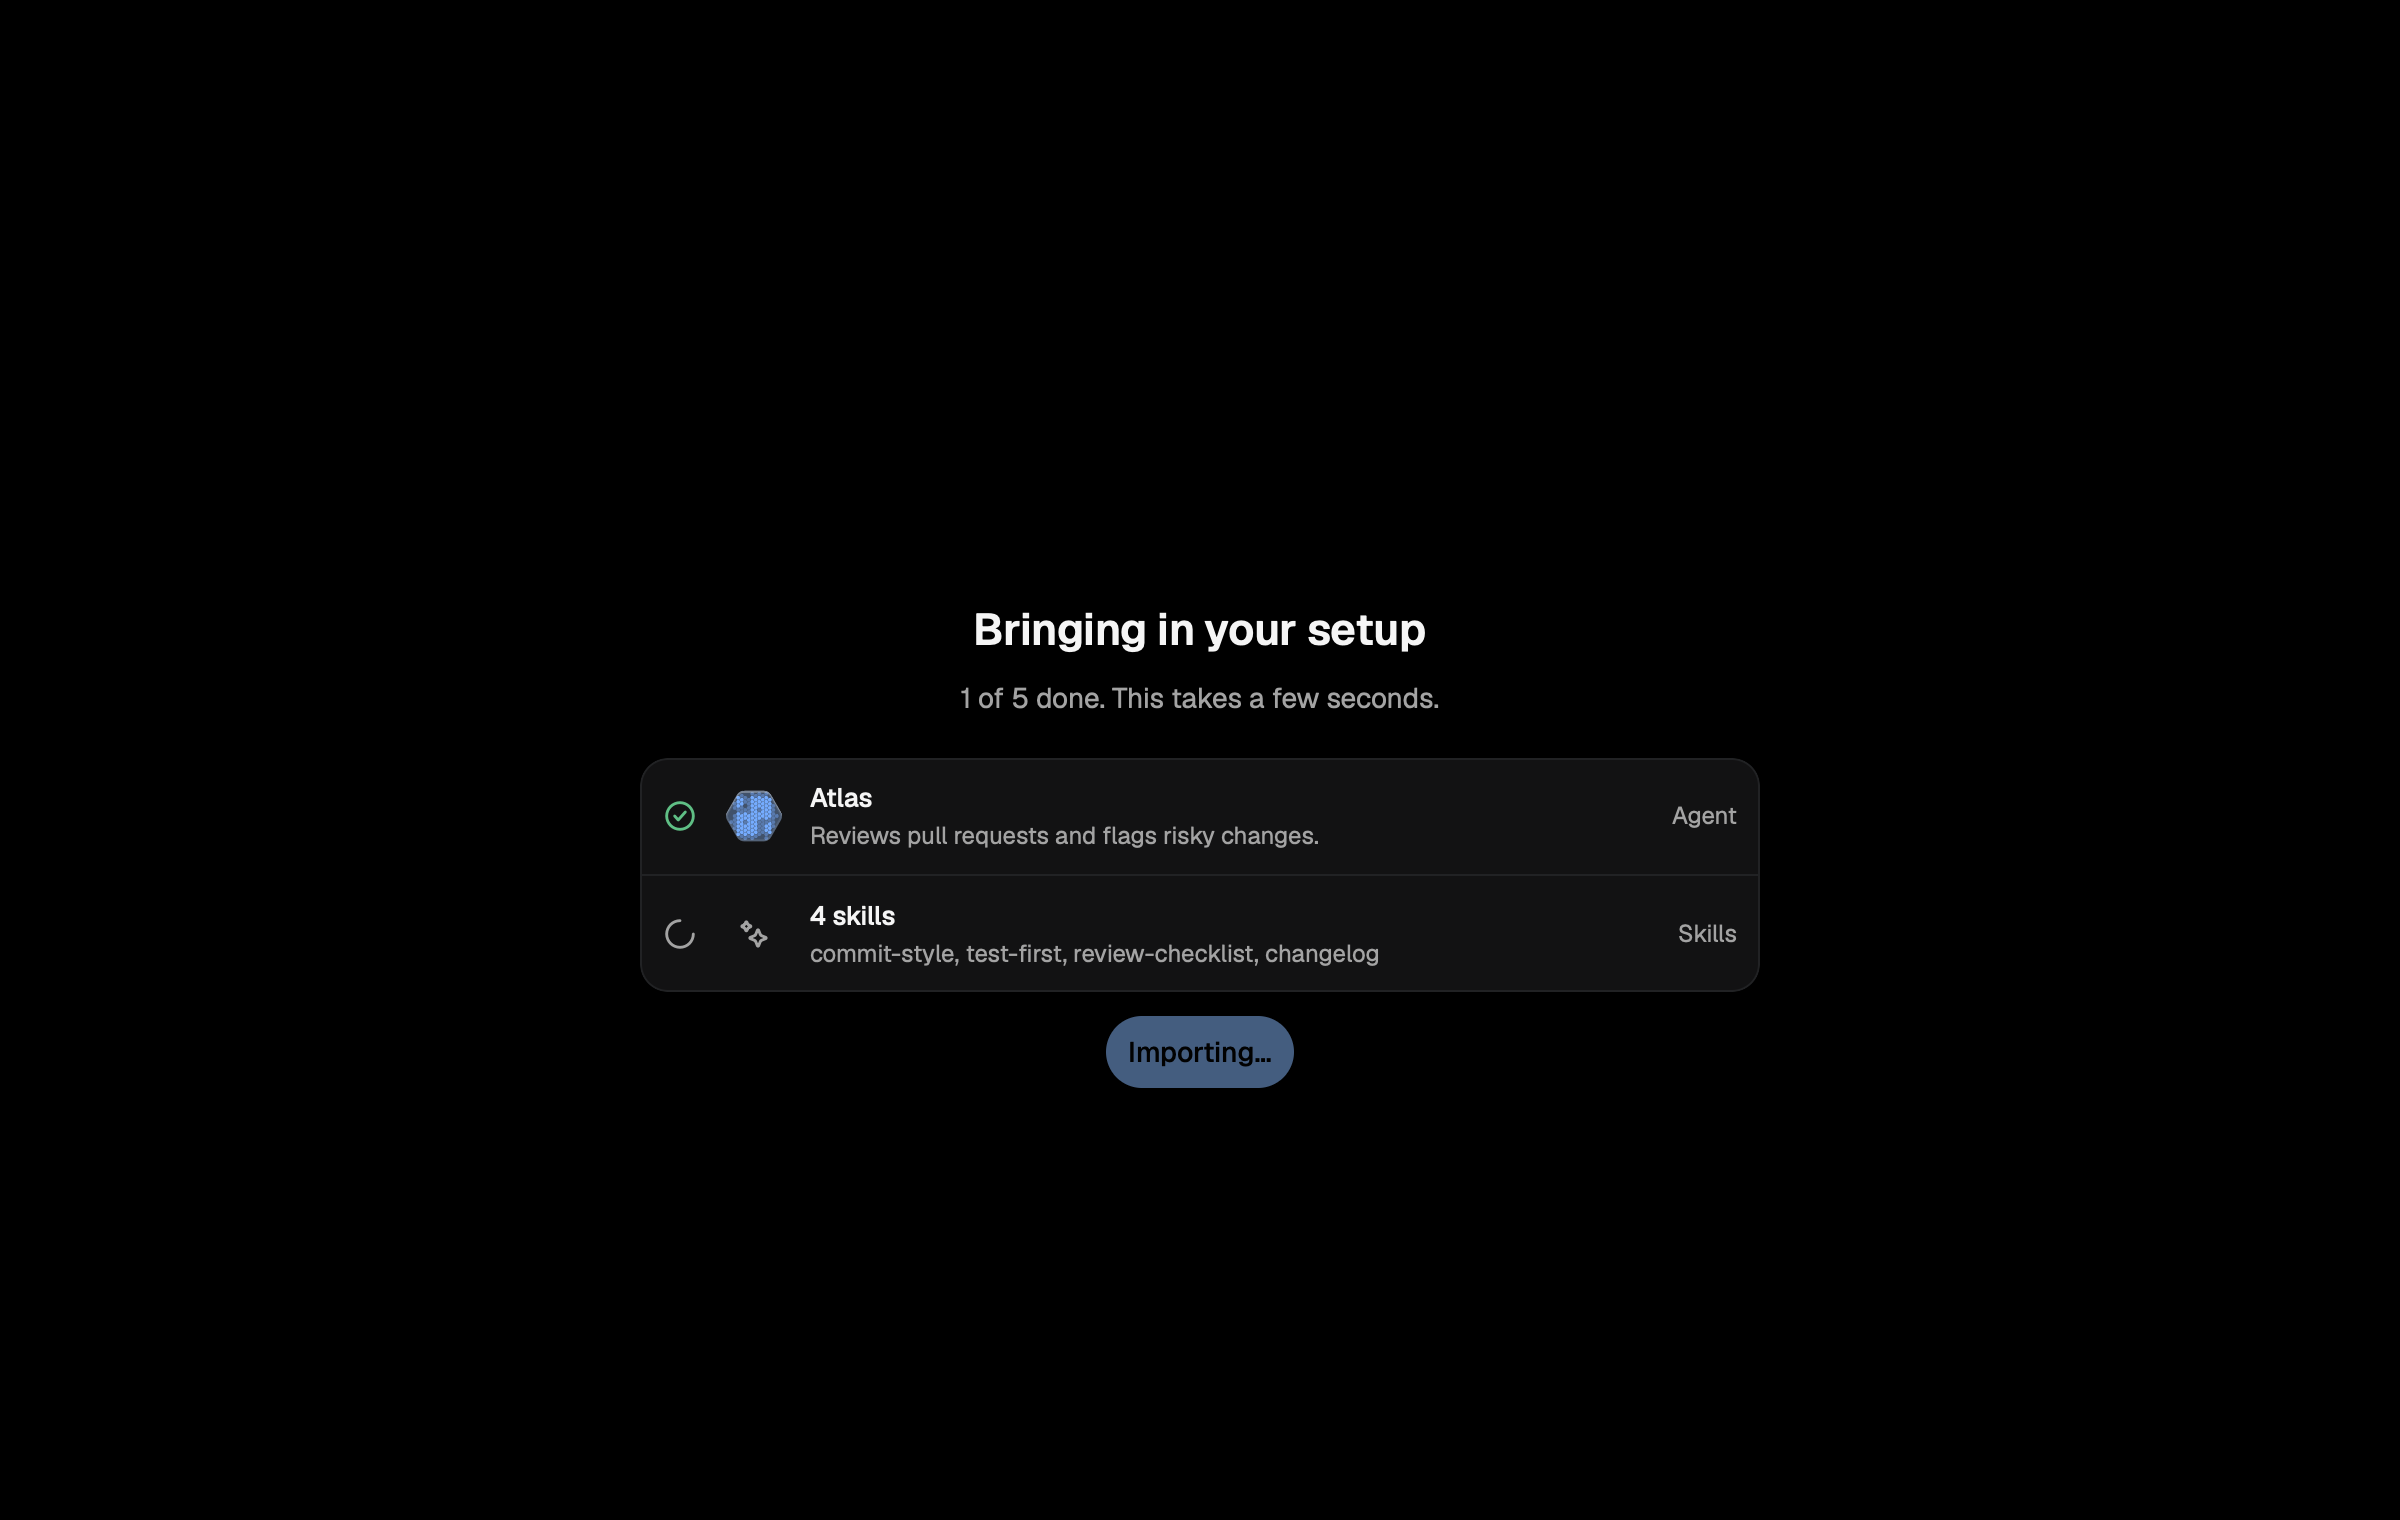 Bringing in your setup
1 of 5 done. This takes a few seconds.
Atlas
Reviews pull requests and flags risky changes.
Agent
4 skills
commit-style, test-first, review-checklist, changelog
Skills
Importing...